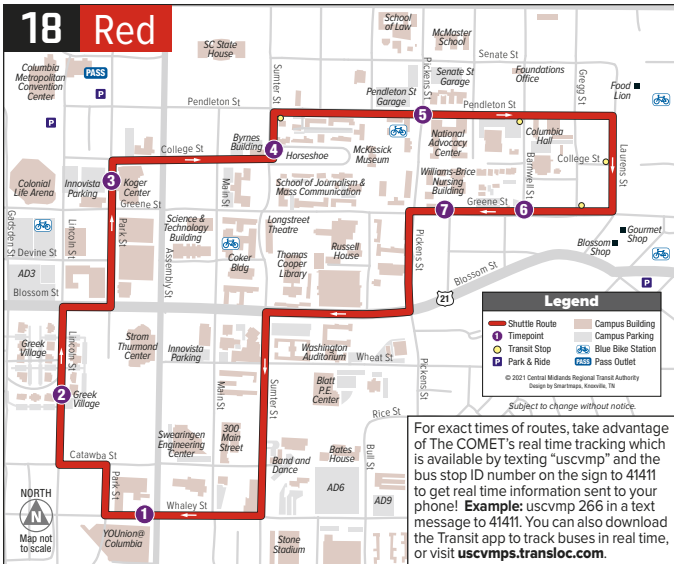 18 Red
School
of Law
McMaster
School
SC State
House
Senate St
Columbia
Metropolitan
Convention
Center
PASS
P
Sumter St
Pickens St
Senate St
Garage
Foundations
Office
Gregg St
Food
Lion
Pendleton St
Garage
Pendleton St
5
Pendleton St
P
College St
Byrnes
Building
4
Horseshoe
McKissick
Museum
National
Advocacy
Center
Columbia
Hall
Barnwell St
College St
Laurens St
Colonial
Life Arena
Innovista
Parking
3
Koger
Center
Main St
School of Journalism &
Mass Communication
Williams-Brice
Nursing
Building
Greene St
Greene St
7
6
Gadsden St
Lincoln St
Park St
Science &
Technology
Building
Assembly St
Longstreet
Theatre
Russell
House
Pickens St
Gourmet
Shop
Blossom
Shop
Devine St
Coker
Bldg
Thomas
Cooper
Library
AD3
Blossom St
Blossom St
21
P
Greek
Village
Lincoln St
Strom
Thurmond
Center
Innovista
Parking
Washington
Auditorium
Wheat St
Main St
Sumter St
Blatt
P.E.
Center
Pickens St
2
Greek
Village
Rice St
Swearingen
Engineering
Center
300
Main
Street
Catawba St
Band and
Dance
Bates
House
Bull St
Park St
AD6
AD9
Whaley St
1
YOUnion@
Columbia
Stone
Stadium
NORTH
N
Map not
to scale
Legend
Shuttle Route
1 Timepoint
Transit Stop
P Park & Ride
Campus Building
Campus Parking
Blue Bike Station
PASS Pass Outlet
© 2021 Central Midlands Regional Transit Authority
Design by Smartmaps, Knoxville, TN
Subject to change without notice.
For exact times of routes, take advantage
of The COMET’s real time tracking which
is available by texting “uscvmp” and the
bus stop ID number on the sign to 41411
to get real time information sent to your
phone! Example: uscvmp 266 in a text
message to 41411. You can also download
the Transit app to track buses in real time,
or visit uscvmps.transloc.com.